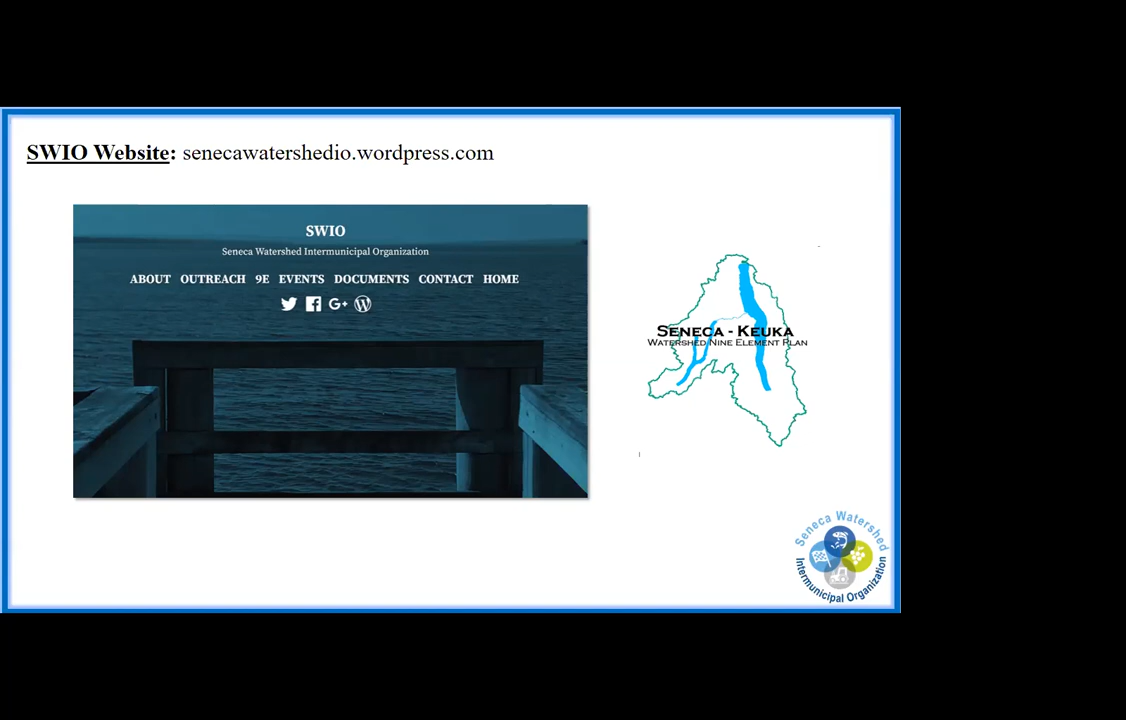 SWIO Website: senecawatershedio.wordpress.com
SWIO
Seneca Watershed Intermunicipal Organization
ABOUT OUTREACH 9E EVENTS DOCUMENTS CONTACT HOME
G+
SENECA - KEUKA
WATERSHED NINE ELEMENT PLAN
Seneca Watershed
Intermunicipal Organization